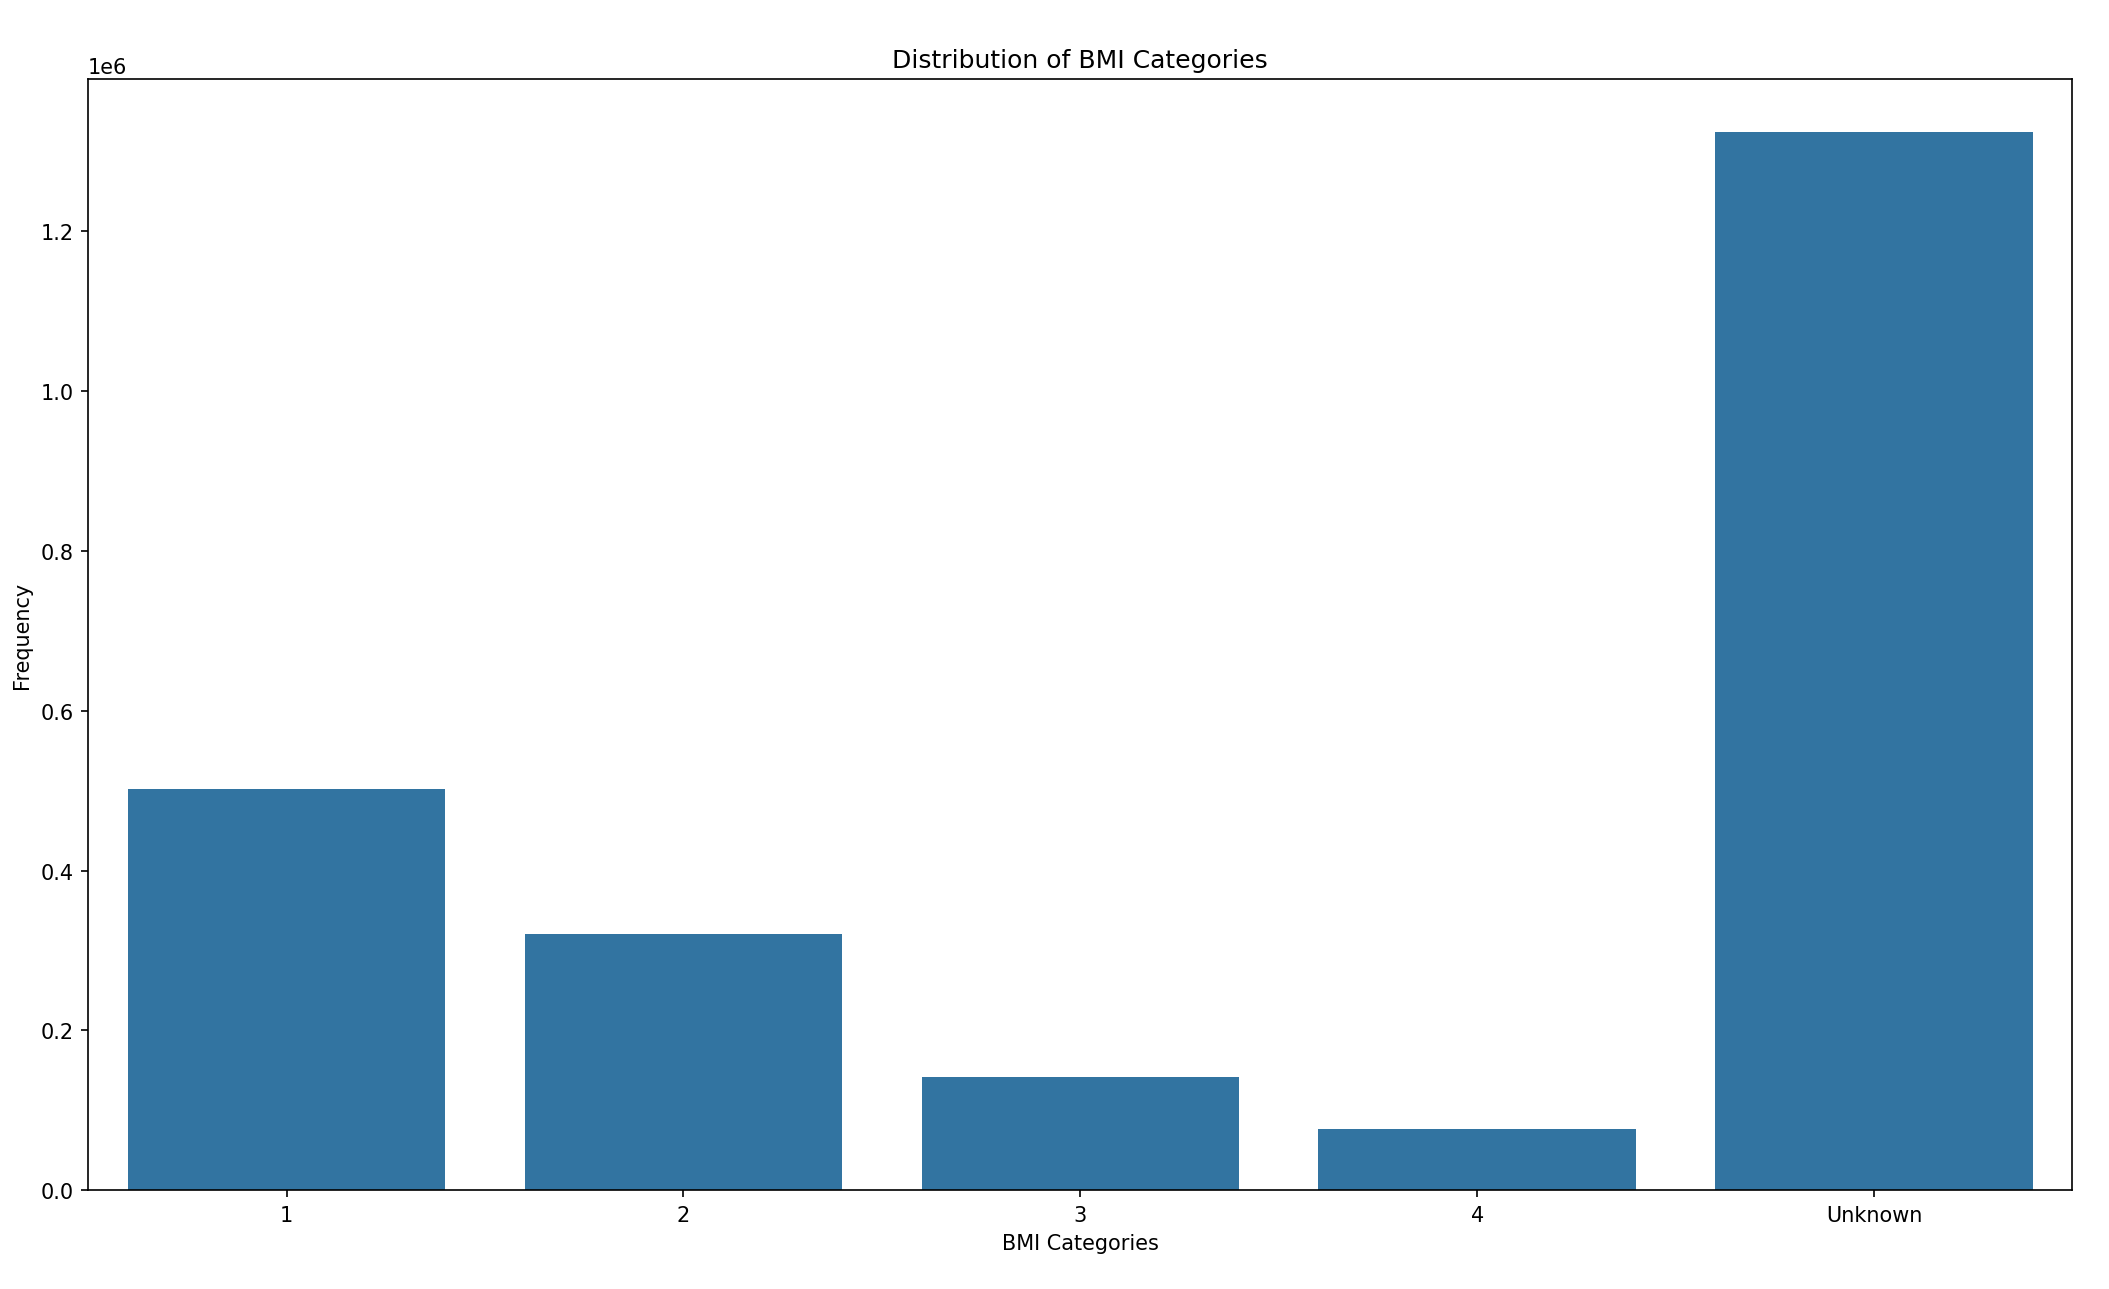 Distribution of BMI Categories
1e6
1.2
1.0
0.8
0.6
0.4
0.2
0.0
Frequency
1 2 3 4 Unknown
BMI Categories